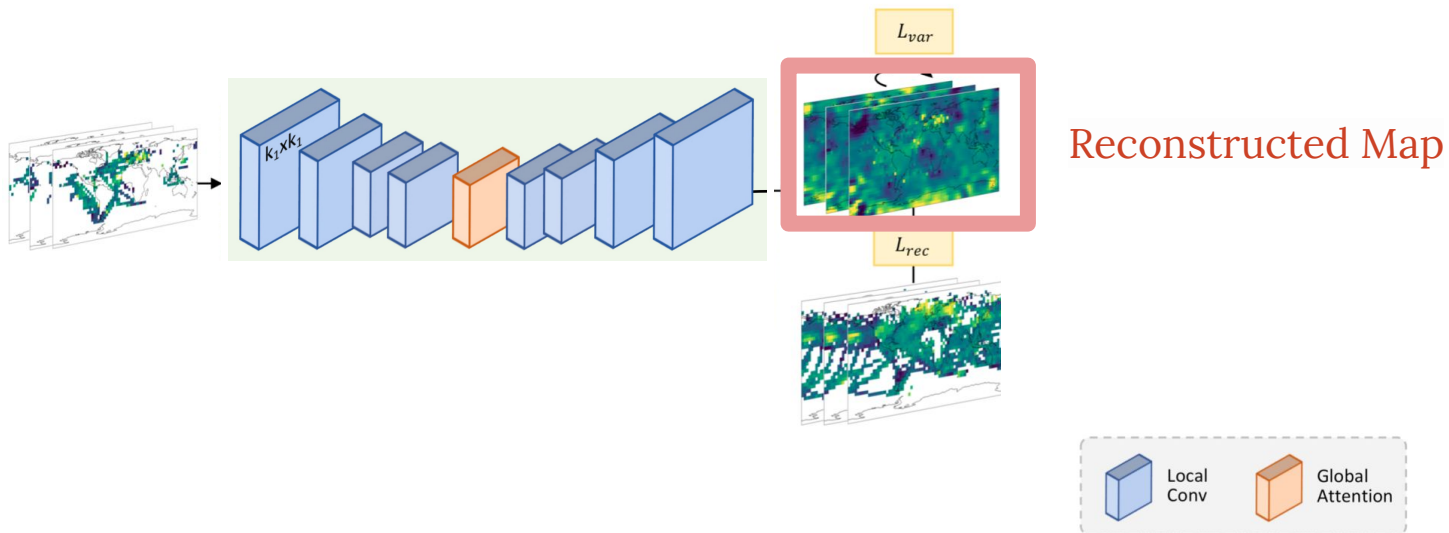 L_var
k₁xk₁
Reconstructed Map
L_rec
Local
Conv
Global
Attention